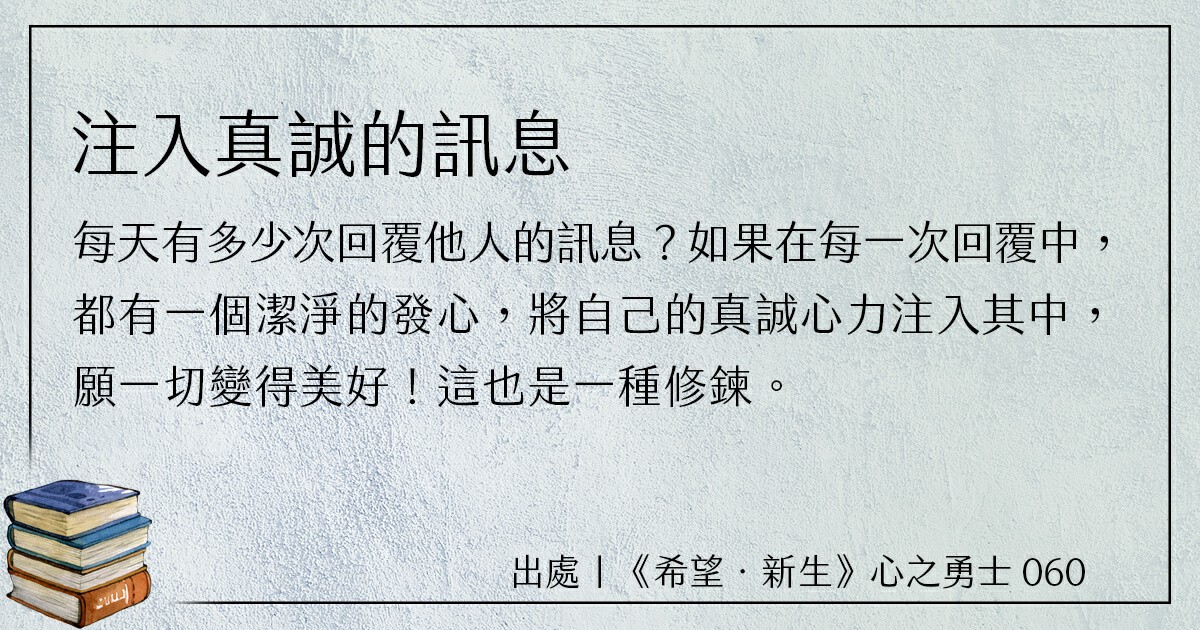 注入真誠的訊息
每天有多少次回覆他人的訊息？如果在每一次回覆中，
都有一個潔淨的發心，將自己的真誠心力注入其中，
願一切變得美好！這也是一種修鍊。
出處｜《希望．新生》心之勇士 060